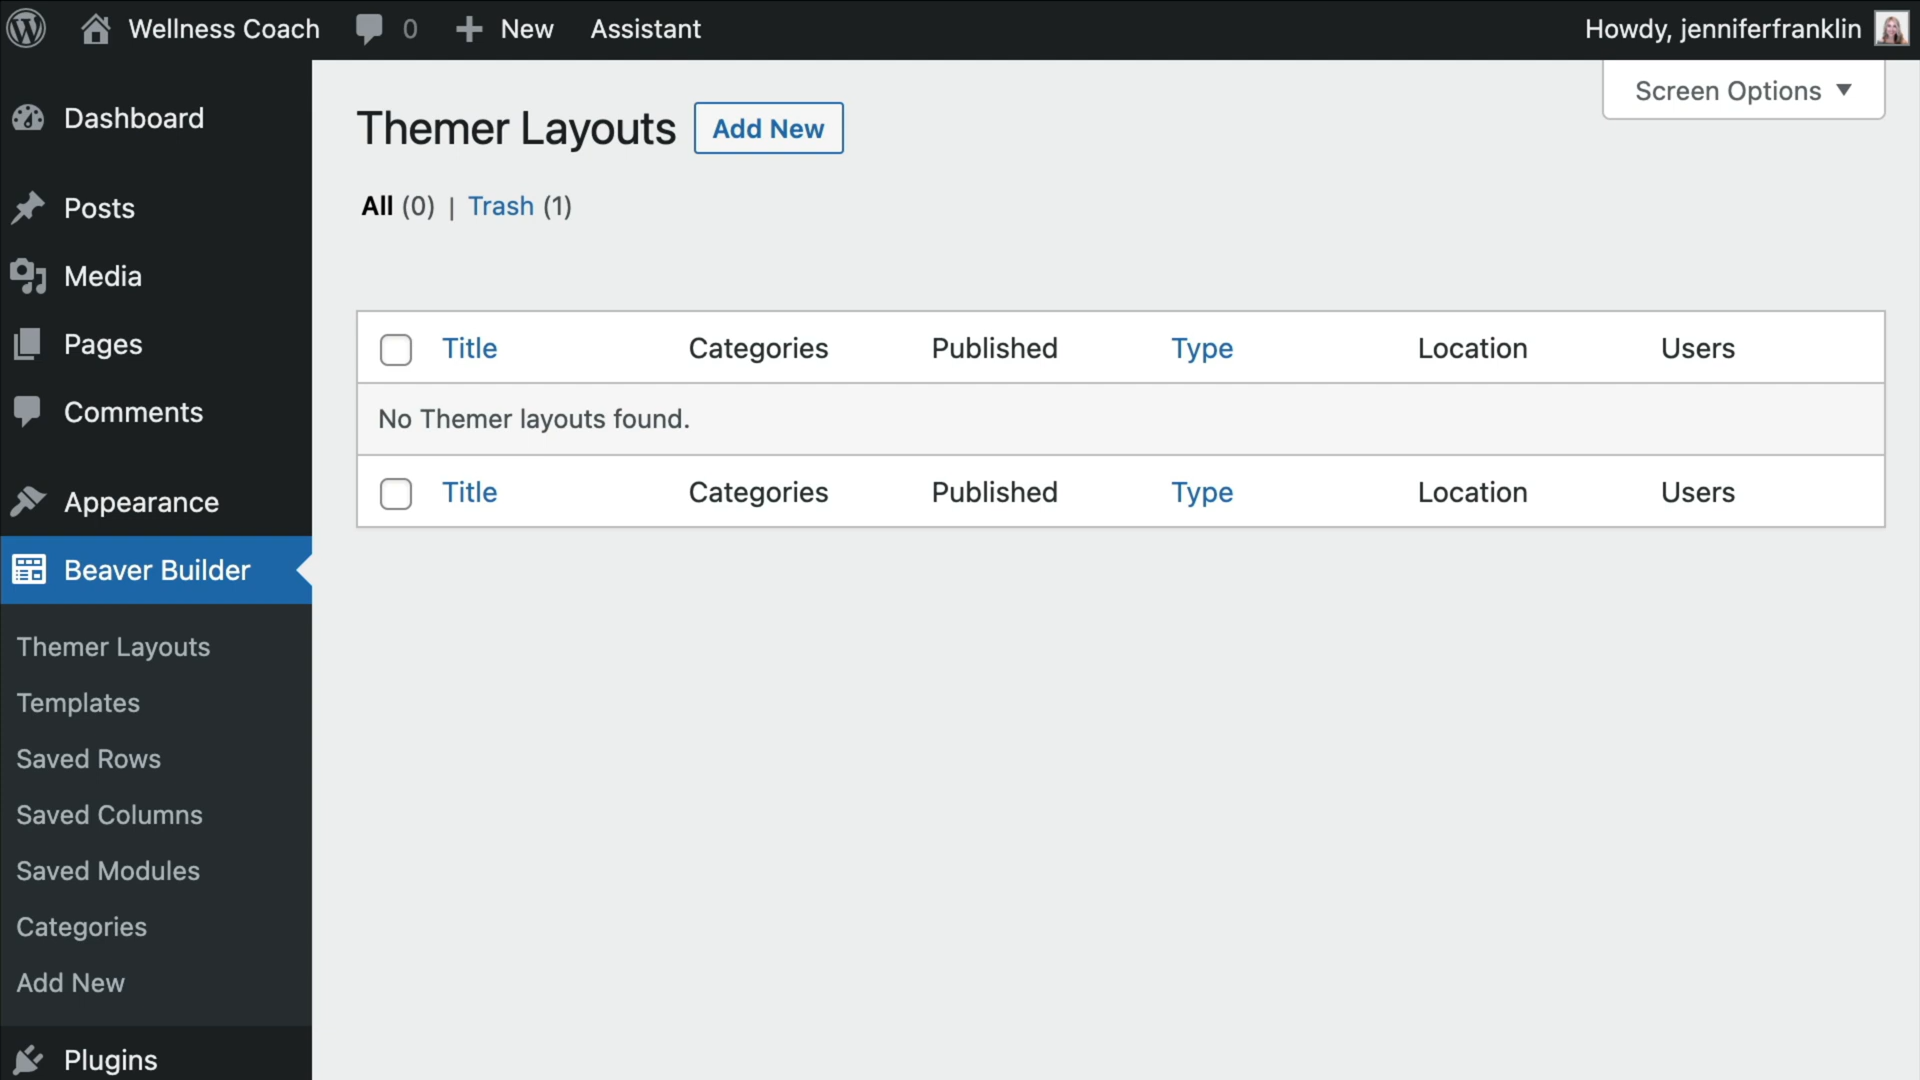 Wellness Coach 0 New Assistant Howdy, jenniferfranklin
Screen Options
Dashboard
Posts
Media
Pages
Comments
Appearance
Beaver Builder
Themer Layouts
Templates
Saved Rows
Saved Columns
Saved Modules
Categories
Add New
Plugins
Themer Layouts Add New
All (0) | Trash (1)
Title Categories Published Type Location Users
No Themer layouts found.
Title Categories Published Type Location Users